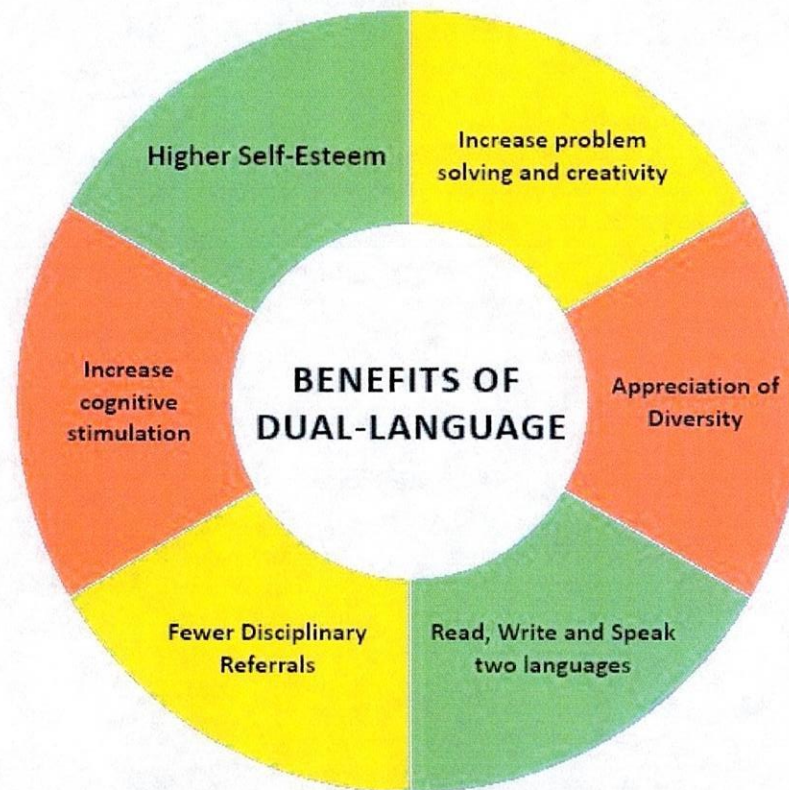 BENEFITS OF
DUAL-LANGUAGE
Increase problem
solving and creativity
Appreciation of
Diversity
Read, Write and Speak
two languages
Fewer Disciplinary
Referrals
Increase
cognitive
stimulation
Higher Self-Esteem